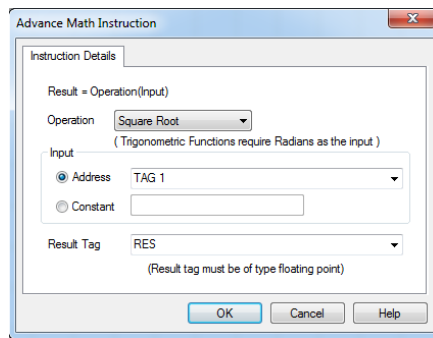 Advance Math Instruction
Instruction Details
Result = Operation(Input)
Operation Square Root
( Trigonometric Functions require Radians as the input )
Input
Address TAG 1
Constant
Result Tag RES
(Result tag must be of type floating point)
OK Cancel Help